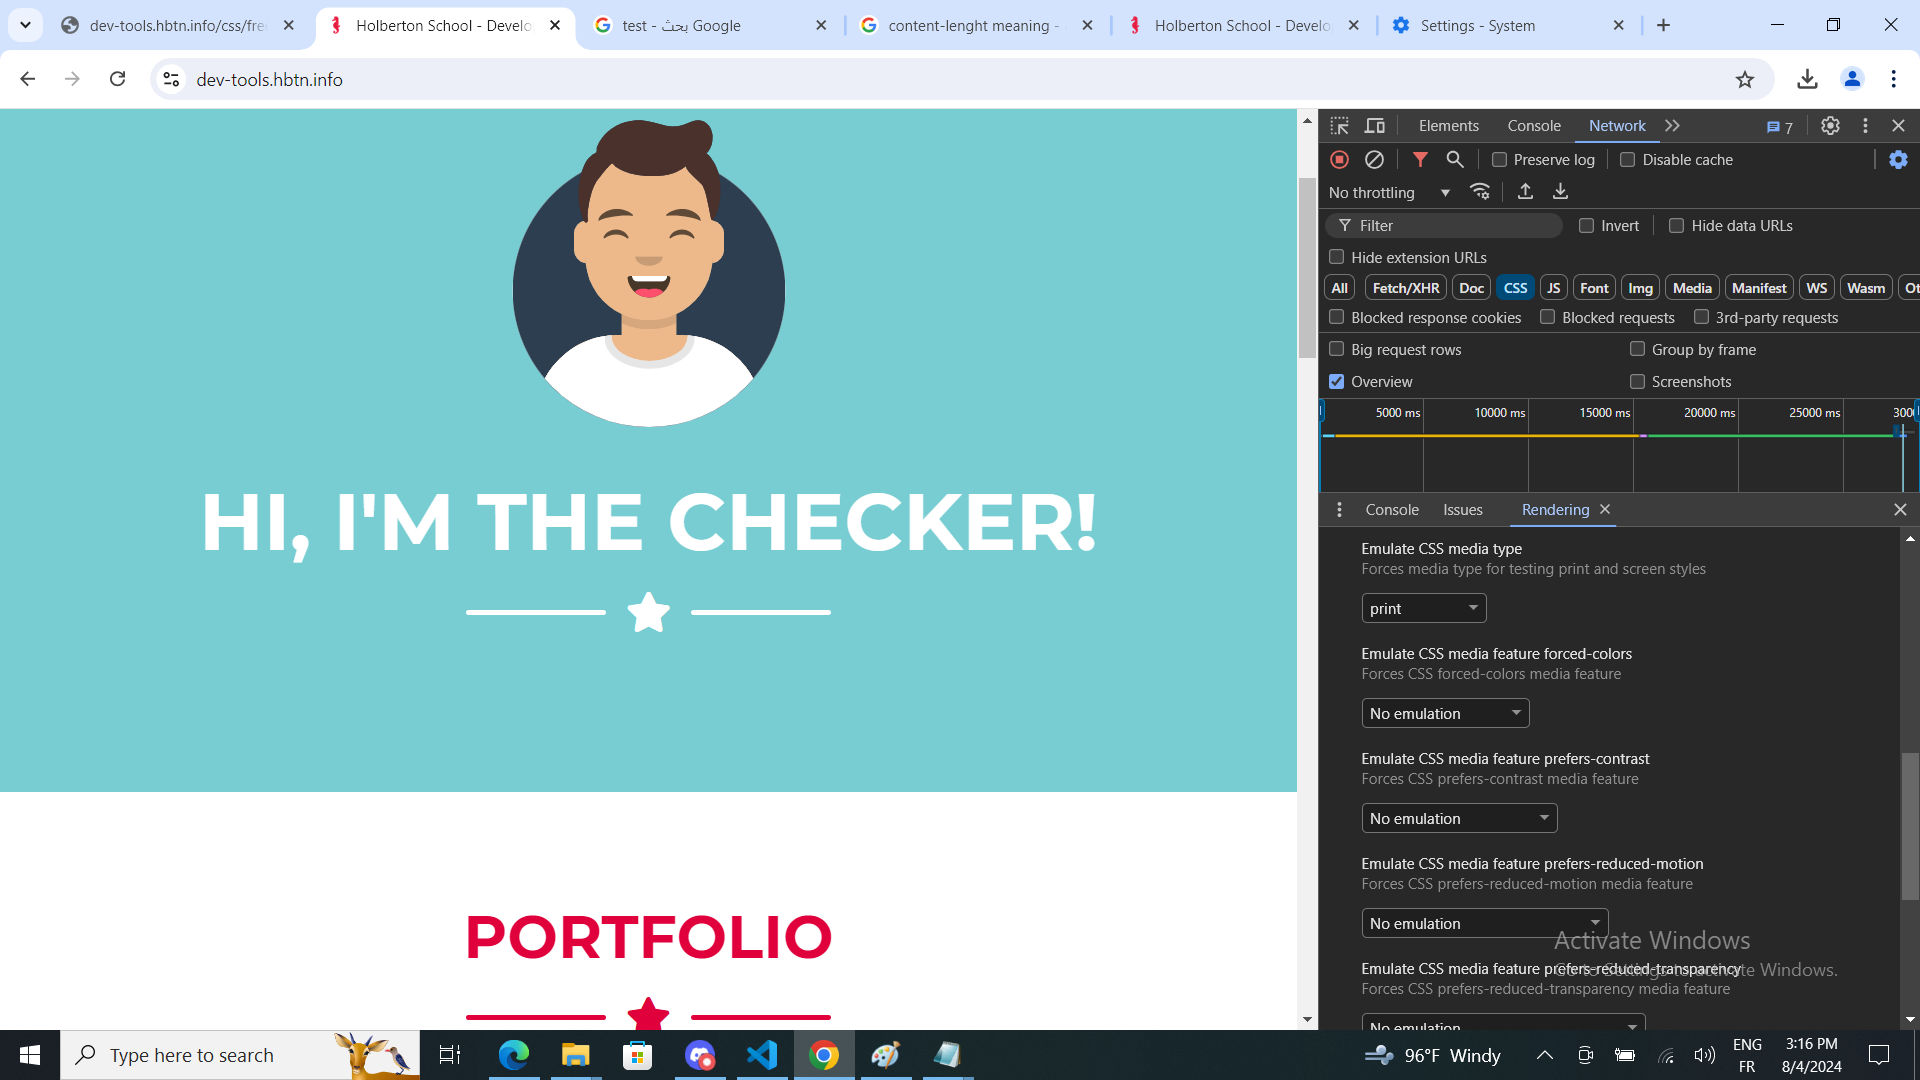 dev-tools.hbtn.info/css/fre
Holberton School - Develo
test - بحث Google
content-lenght meaning -
Holberton School - Develo
Settings - System
dev-tools.hbtn.info
Elements Console Network 7
Preserve log Disable cache
No throttling
Filter Invert Hide data URLs
Hide extension URLs
All Fetch/XHR Doc CSS JS Font Img Media Manifest WS Wasm Ot
Blocked response cookies Blocked requests 3rd-party requests
Big request rows Group by frame
Overview Screenshots
5000 ms 10000 ms 15000 ms 20000 ms 25000 ms 300
Console Issues Rendering
Emulate CSS media type
Forces media type for testing print and screen styles
print
Emulate CSS media feature forced-colors
Forces CSS forced-colors media feature
No emulation
Emulate CSS media feature prefers-contrast
Forces CSS prefers-contrast media feature
No emulation
Emulate CSS media feature prefers-reduced-motion
Forces CSS prefers-reduced-motion media feature
No emulation
Activate Windows
Go to Settings to activate Windows.
Emulate CSS media feature prefers-reduced-transparency
Forces CSS prefers-reduced-transparency media feature
No emulation
HI, I'M THE CHECKER!
PORTFOLIO
Type here to search
96°F Windy
ENG
FR
3:16 PM
8/4/2024